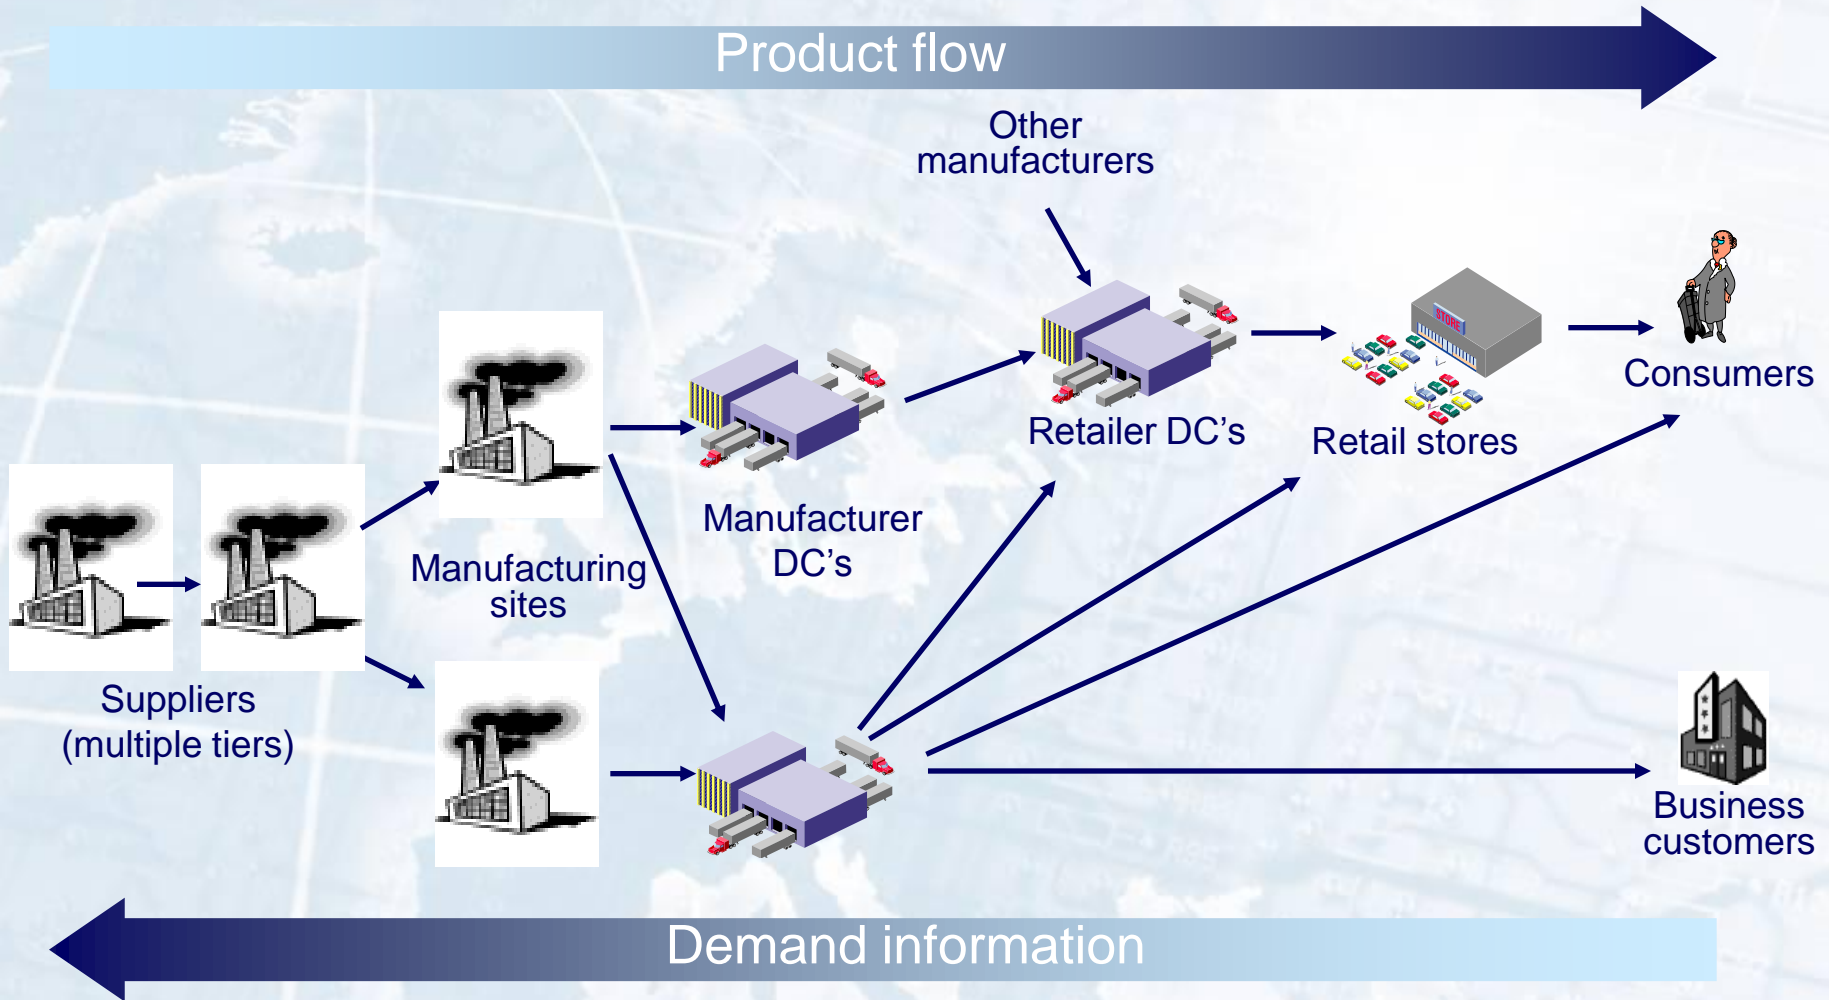 Product flow
Other
manufacturers
STORE
Consumers
Retailer DC's
Retail stores
Manufacturer
DC's
Manufacturing
sites
Suppliers
(multiple tiers)
Business
customers
Demand information